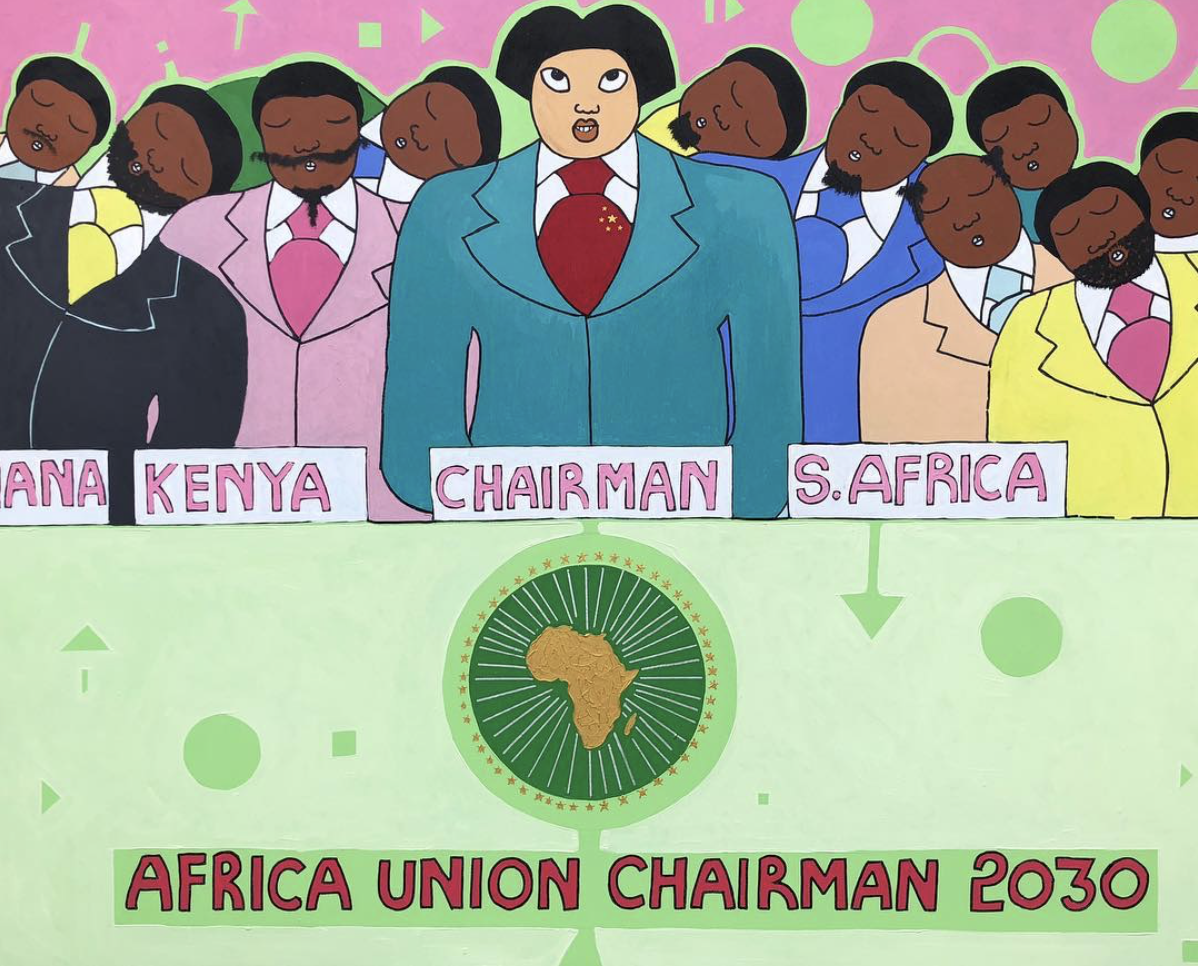 ANA
KENYA
CHAIRMAN
S.AFRICA
AFRICA UNION CHAIRMAN 2030